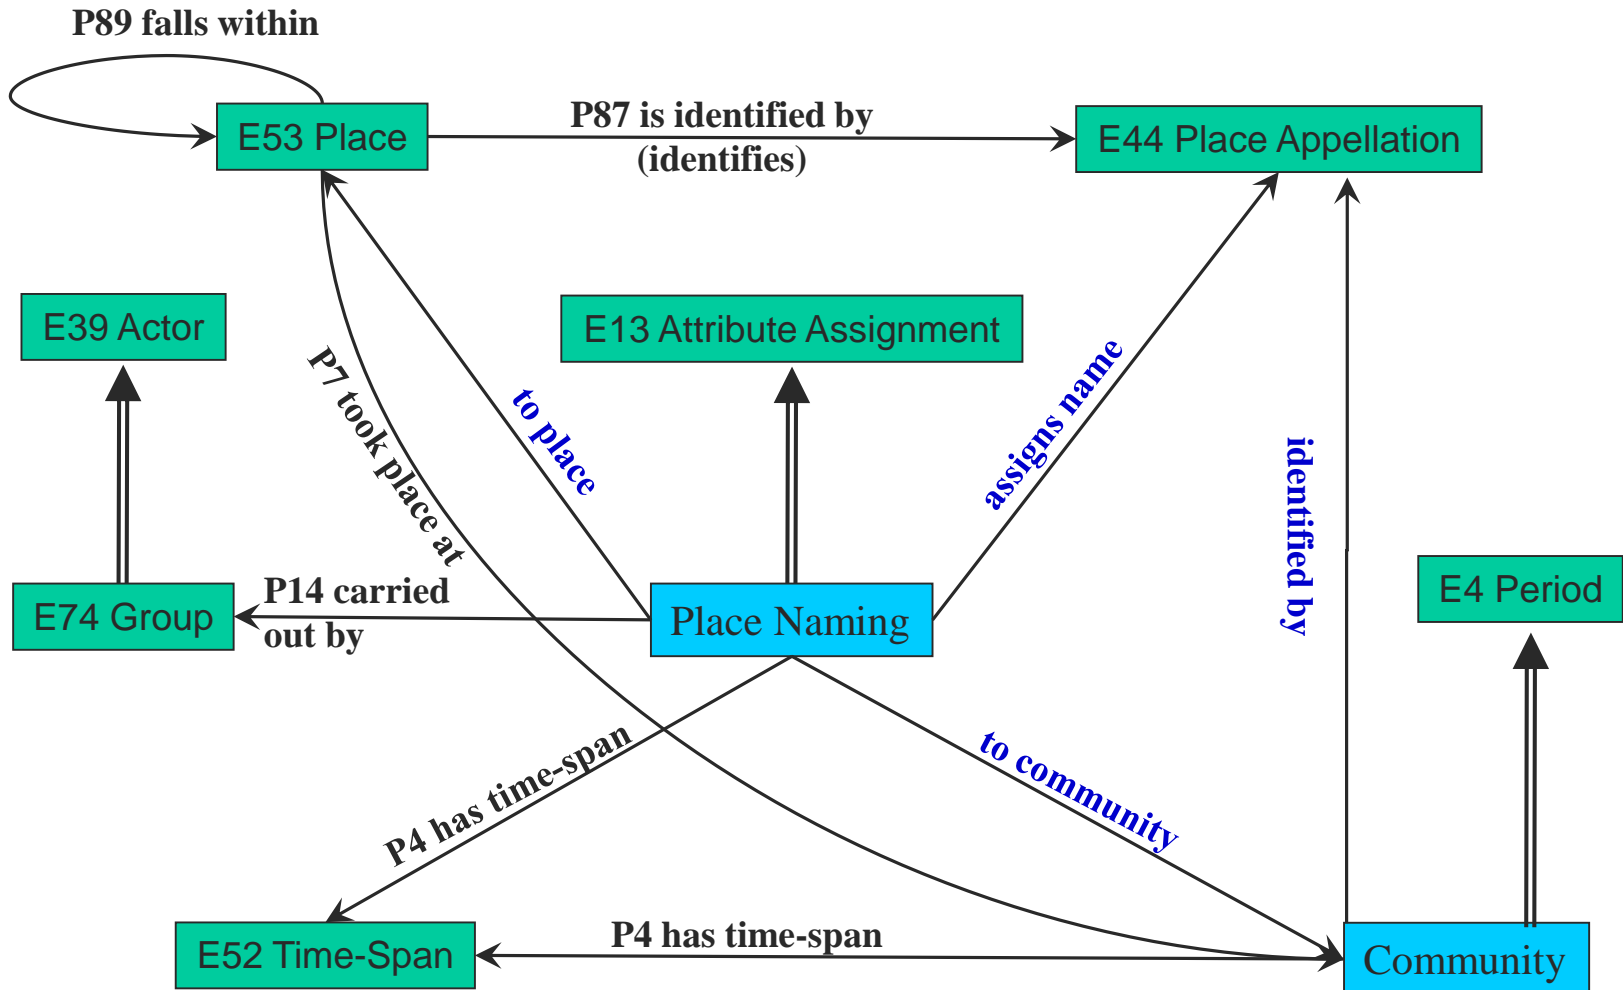 P89 falls within
E53 Place
P87 is identified by
(identifies)
E44 Place Appellation
E39 Actor
E13 Attribute Assignment
P7 took place at
to place
assigns name
identified by
E74 Group
P14 carried
out by
Place Naming
E4 Period
P4 has time-span
to community
E52 Time-Span
P4 has time-span
Community